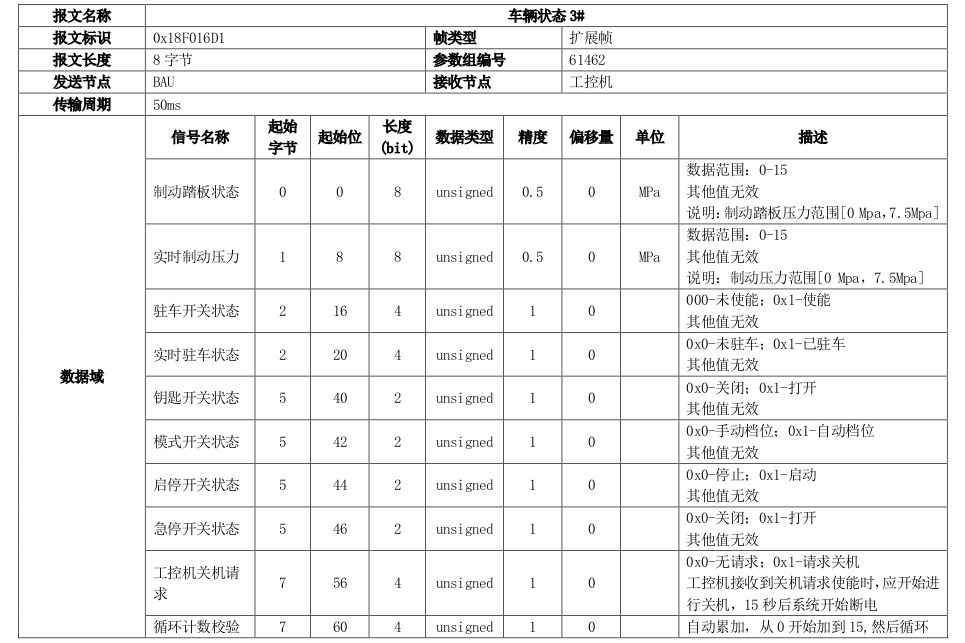 报文名称 车辆状态 3#
报文标识 0x18F016D1 帧类型 扩展帧
报文长度 8 字节 参数组编号 61462
发送节点 BAU 接收节点 工控机
传输周期 50ms
数据域
信号名称 起始字节 起始位 长度(bit) 数据类型 精度 偏移量 单位 描述
制动踏板状态 0 0 8 unsigned 0.5 0 MPa
数据范围：0-15
其他值无效
说明：制动踏板压力范围[0 Mpa，7.5Mpa]
实时制动压力 1 8 8 unsigned 0.5 0 MPa
数据范围：0-15
其他值无效
说明：制动压力范围[0 Mpa，7.5Mpa]
驻车开关状态 2 16 4 unsigned 1 0
000-未使能；0x1-使能
其他值无效
实时驻车状态 2 20 4 unsigned 1 0
0x0-未驻车；0x1-已驻车
其他值无效
钥匙开关状态 5 40 2 unsigned 1 0
0x0-关闭；0x1-打开
其他值无效
模式开关状态 5 42 2 unsigned 1 0
0x0-手动档位；0x1-自动档位
其他值无效
启停开关状态 5 44 2 unsigned 1 0
0x0-停止；0x1-启动
其他值无效
急停开关状态 5 46 2 unsigned 1 0
0x0-关闭；0x1-打开
其他值无效
工控机关机请
求
7 56 4 unsigned 1 0
0x0-无请求；0x1-请求关机
工控机接收到关机请求使能时，应开始进
行关机，15 秒后系统开始断电
循环计数校验 7 60 4 unsigned 1 0 自动累加，从 0 开始加到 15,然后循环